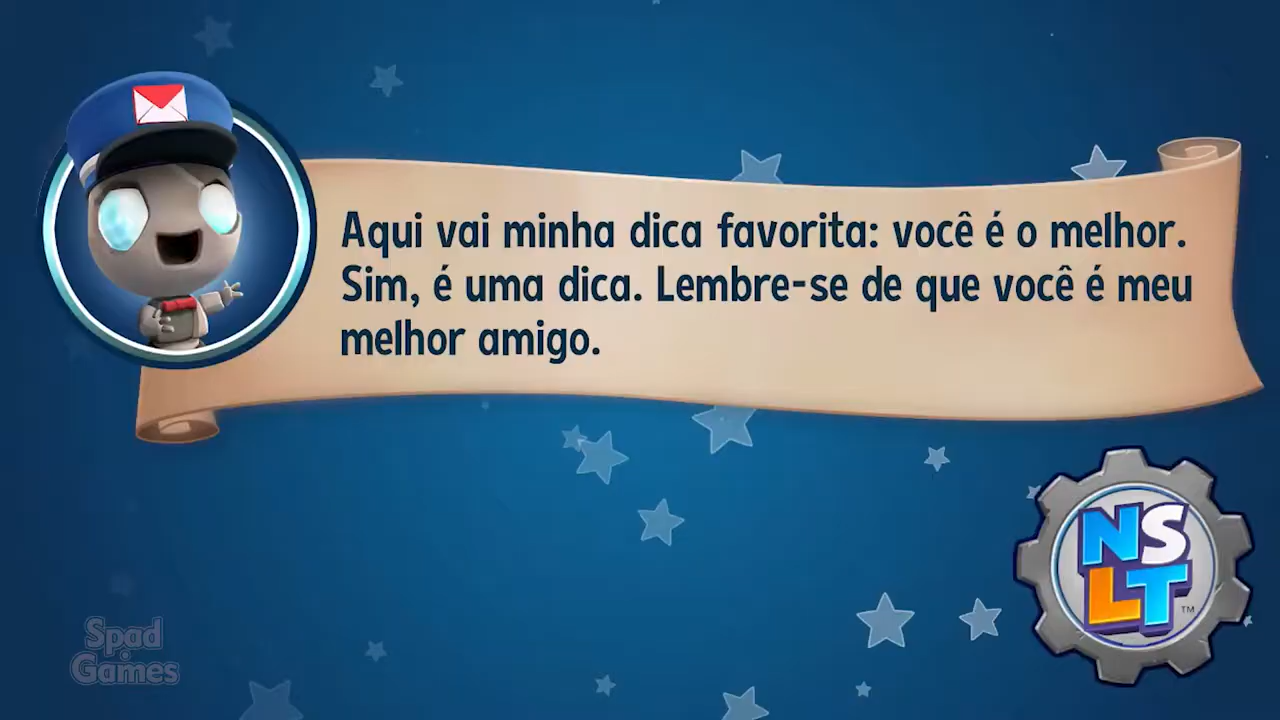 Aqui vai minha dica favorita: você é o melhor.
Sim, é uma dica. Lembre-se de que você é meu
melhor amigo.
NS
LT
TM
Spad
Games